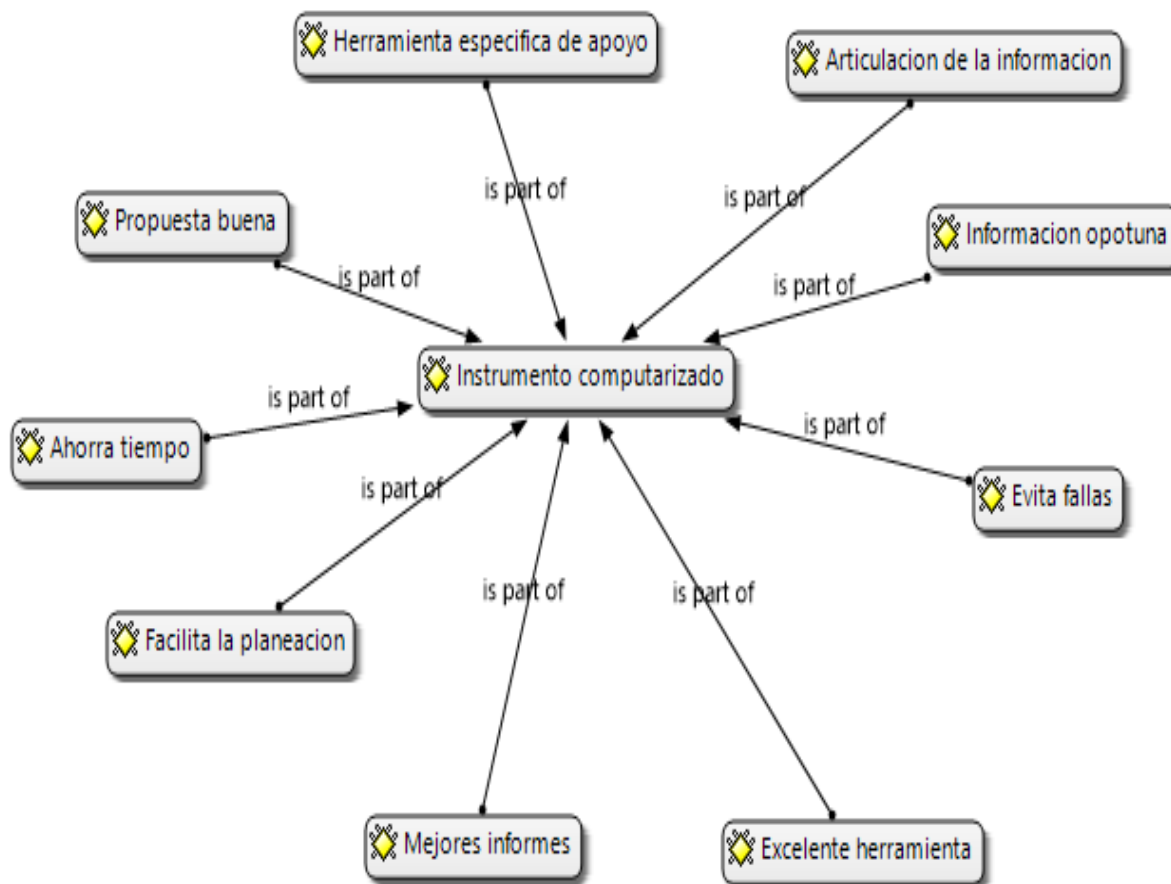 Herramienta especifica de apoyo
Articulacion de la informacion
is part of
is part of
Propuesta buena
Informacion opotuna
is part of
is part of
Instrumento computarizado
is part of
is part of
Ahorra tiempo
is part of
Evita fallas
is part of
is part of
Facilita la planeacion
Mejores informes
Excelente herramienta